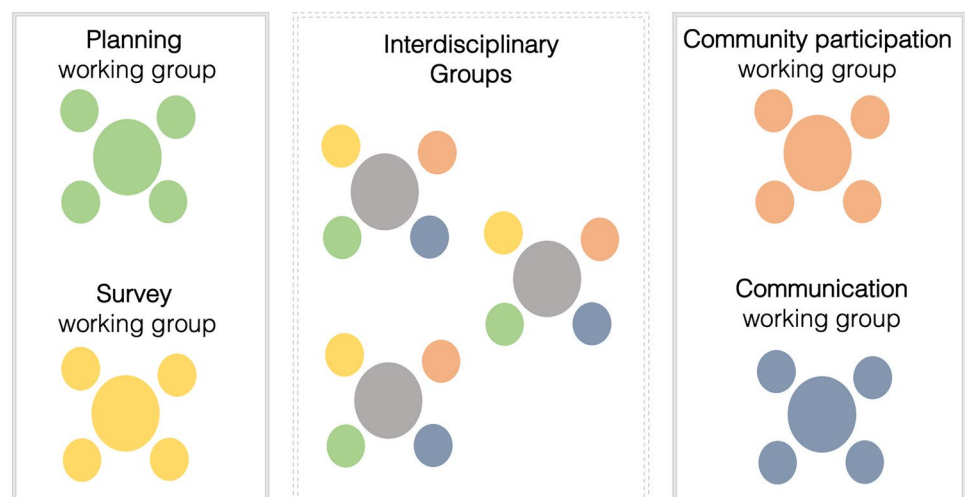 Planning
working group
Survey
working group
Interdisciplinary
Groups
Community participation
working group
Communication
working group